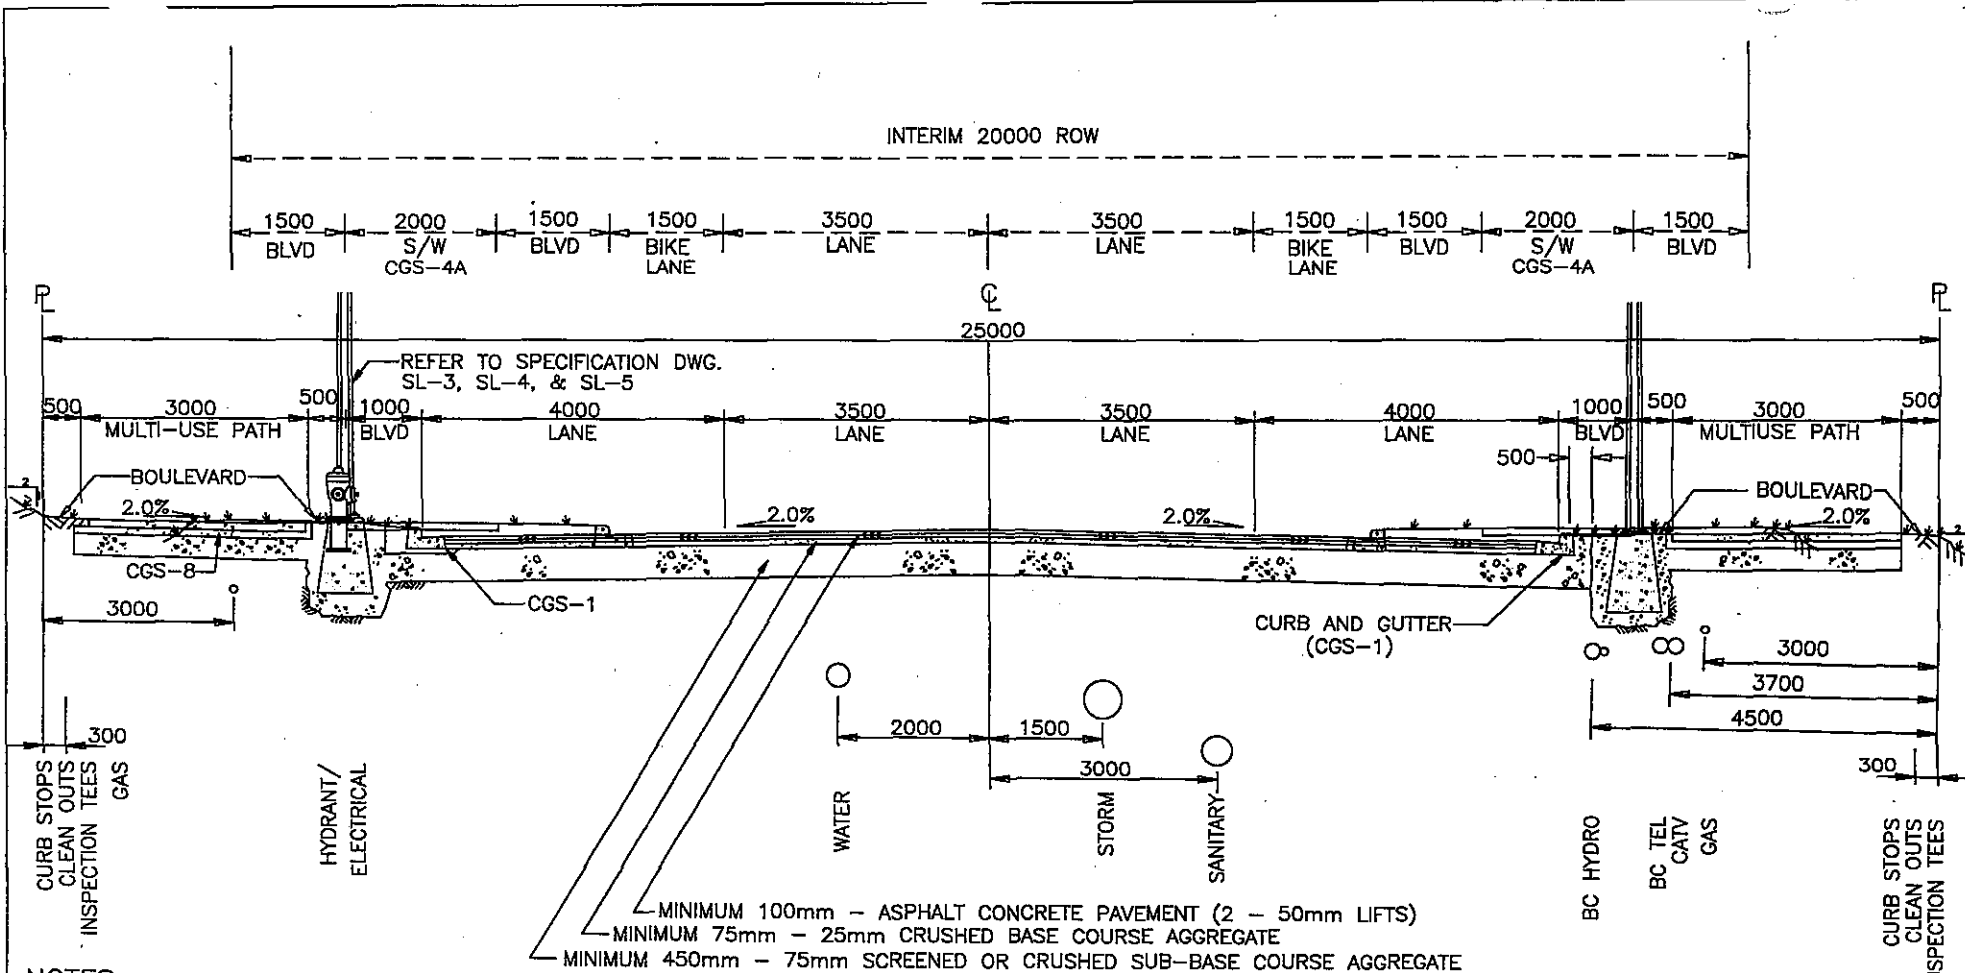 INTERIM 20000 ROW
1500 2000 1500 1500 3500 3500 1500 1500 2000 1500
BLVD S/W BLVD BIKE LANE LANE BIKE BLVD S/W BLVD
CGS-4A LANE LANE CGS-4A
PL CL PL
25000
REFER TO SPECIFICATION DWG.
SL-3, SL-4, & SL-5
500 3000 500 1000 4000 3500 3500 4000 1000 500 3000 500
MULTI-USE PATH BLVD LANE LANE LANE LANE BLVD MULTIUSE PATH
500
BOULEVARD BOULEVARD
2 2.0% 2.0% 2.0% 2.0% 2
CGS-8
CGS-1
3000
CURB AND GUTTER
(CGS-1)
3000
3700
4500
2000 1500
3000
300 300
CURB STOPS
CLEAN OUTS
INSPECTION TEES
GAS
HYDRANT/
ELECTRICAL
WATER
STORM
SANITARY
BC HYDRO
BC TEL
CATV
GAS
CURB STOPS
CLEAN OUTS
INSPECTION TEES
MINIMUM 100mm - ASPHALT CONCRETE PAVEMENT (2 - 50mm LIFTS)
MINIMUM 75mm - 25mm CRUSHED BASE COURSE AGGREGATE
MINIMUM 450mm - 75mm SCREENED OR CRUSHED SUB-BASE COURSE AGGREGATE
NOTES